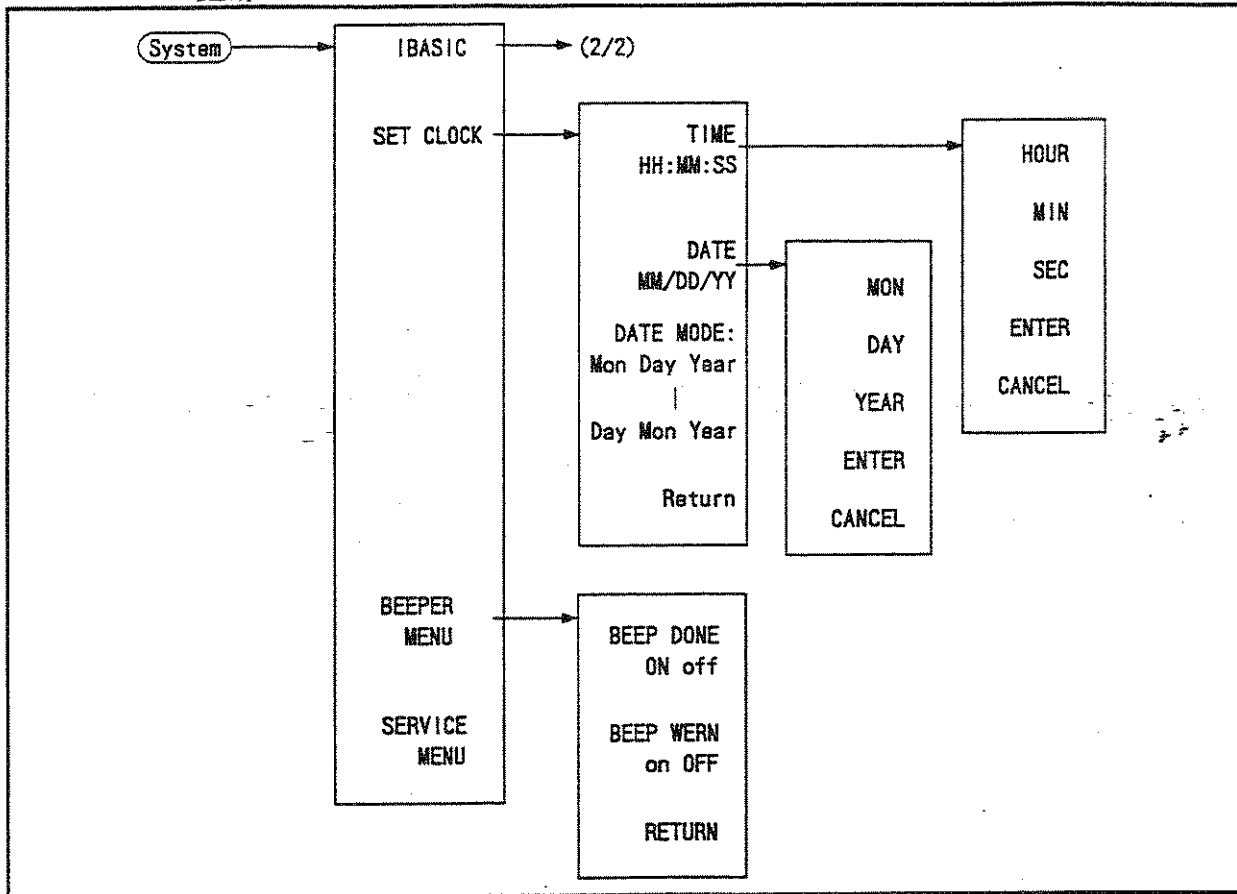 System
IBASIC
(2/2)
SET CLOCK
TIME
HH:MM:SS
DATE
MM/DD/YY
DATE MODE:
Mon Day Year
|
Day Mon Year
Return
HOUR
MIN
SEC
ENTER
CANCEL
MON
DAY
YEAR
ENTER
CANCEL
BEEPER
MENU
BEEP DONE
ON off
BEEP WERN
on OFF
RETURN
SERVICE
MENU